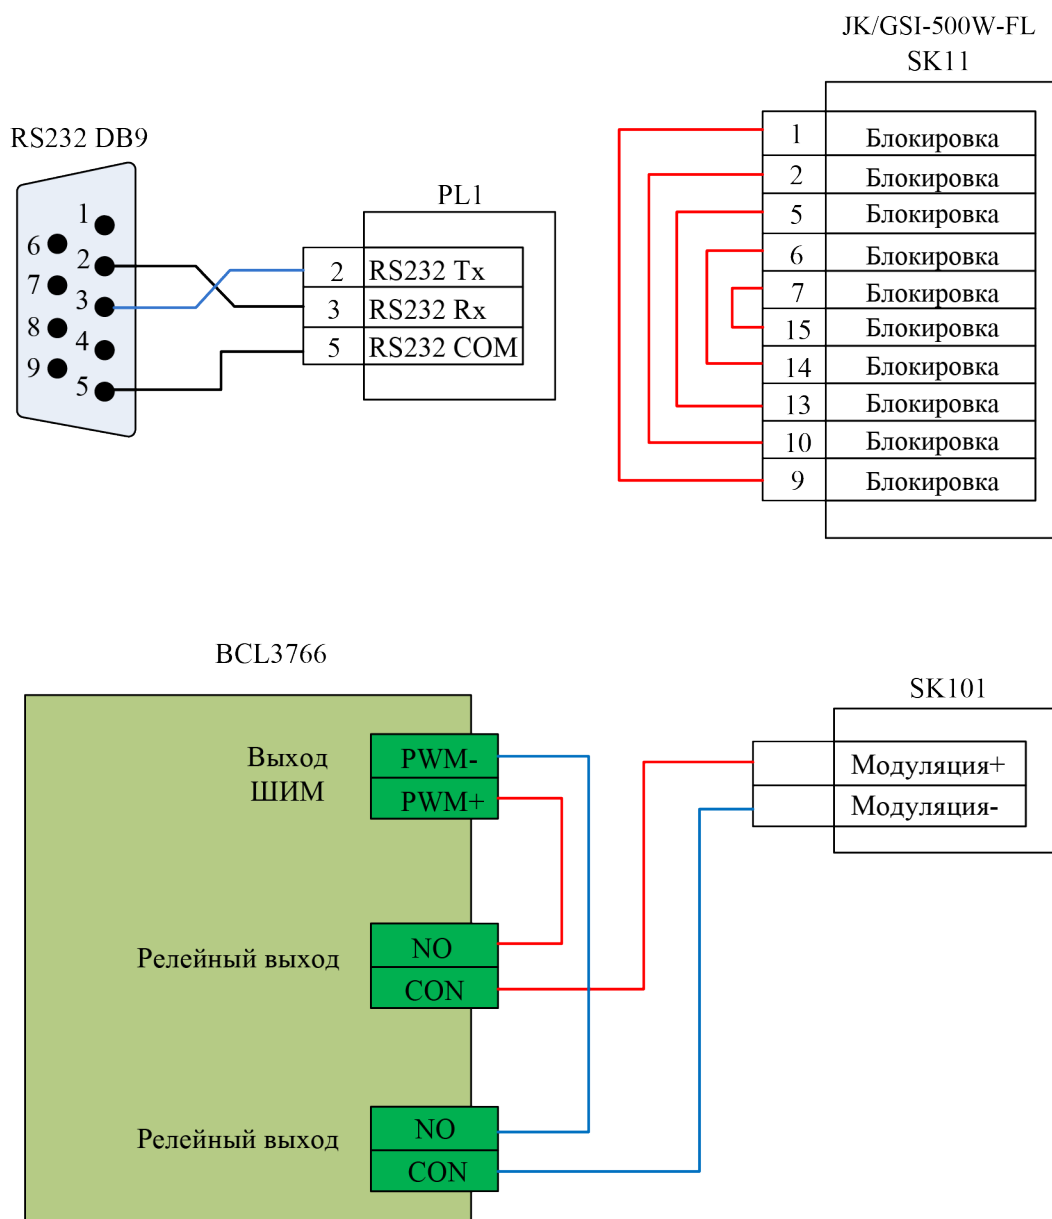 JK/GSI-500W-FL
SK11
RS232 DB9
1
6
2
7
3
8
4
9
5
PL1
2 RS232 Tx
3 RS232 Rx
5 RS232 COM
1 Блокировка
2 Блокировка
5 Блокировка
6 Блокировка
7 Блокировка
15 Блокировка
14 Блокировка
13 Блокировка
10 Блокировка
9 Блокировка
BCL3766
Выход
ШИМ
PWM-
PWM+
Релейный выход
NO
CON
Релейный выход
NO
CON
SK101
Модуляция+
Модуляция-